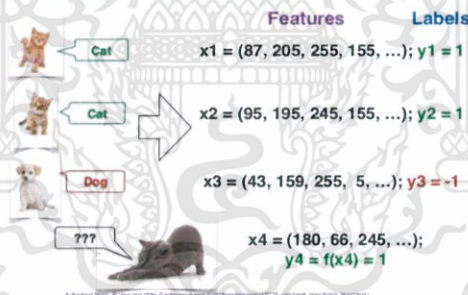 Features
Labels
Cat
x1 = (87, 205, 255, 155, ...); y1 = 1
Cat
x2 = (95, 195, 245, 155, ...); y2 = 1
Dog
x3 = (43, 159, 255, 5, ...); y3 = -1
???
x4 = (180, 66, 245, ...);
y4 = f(x4) = 1